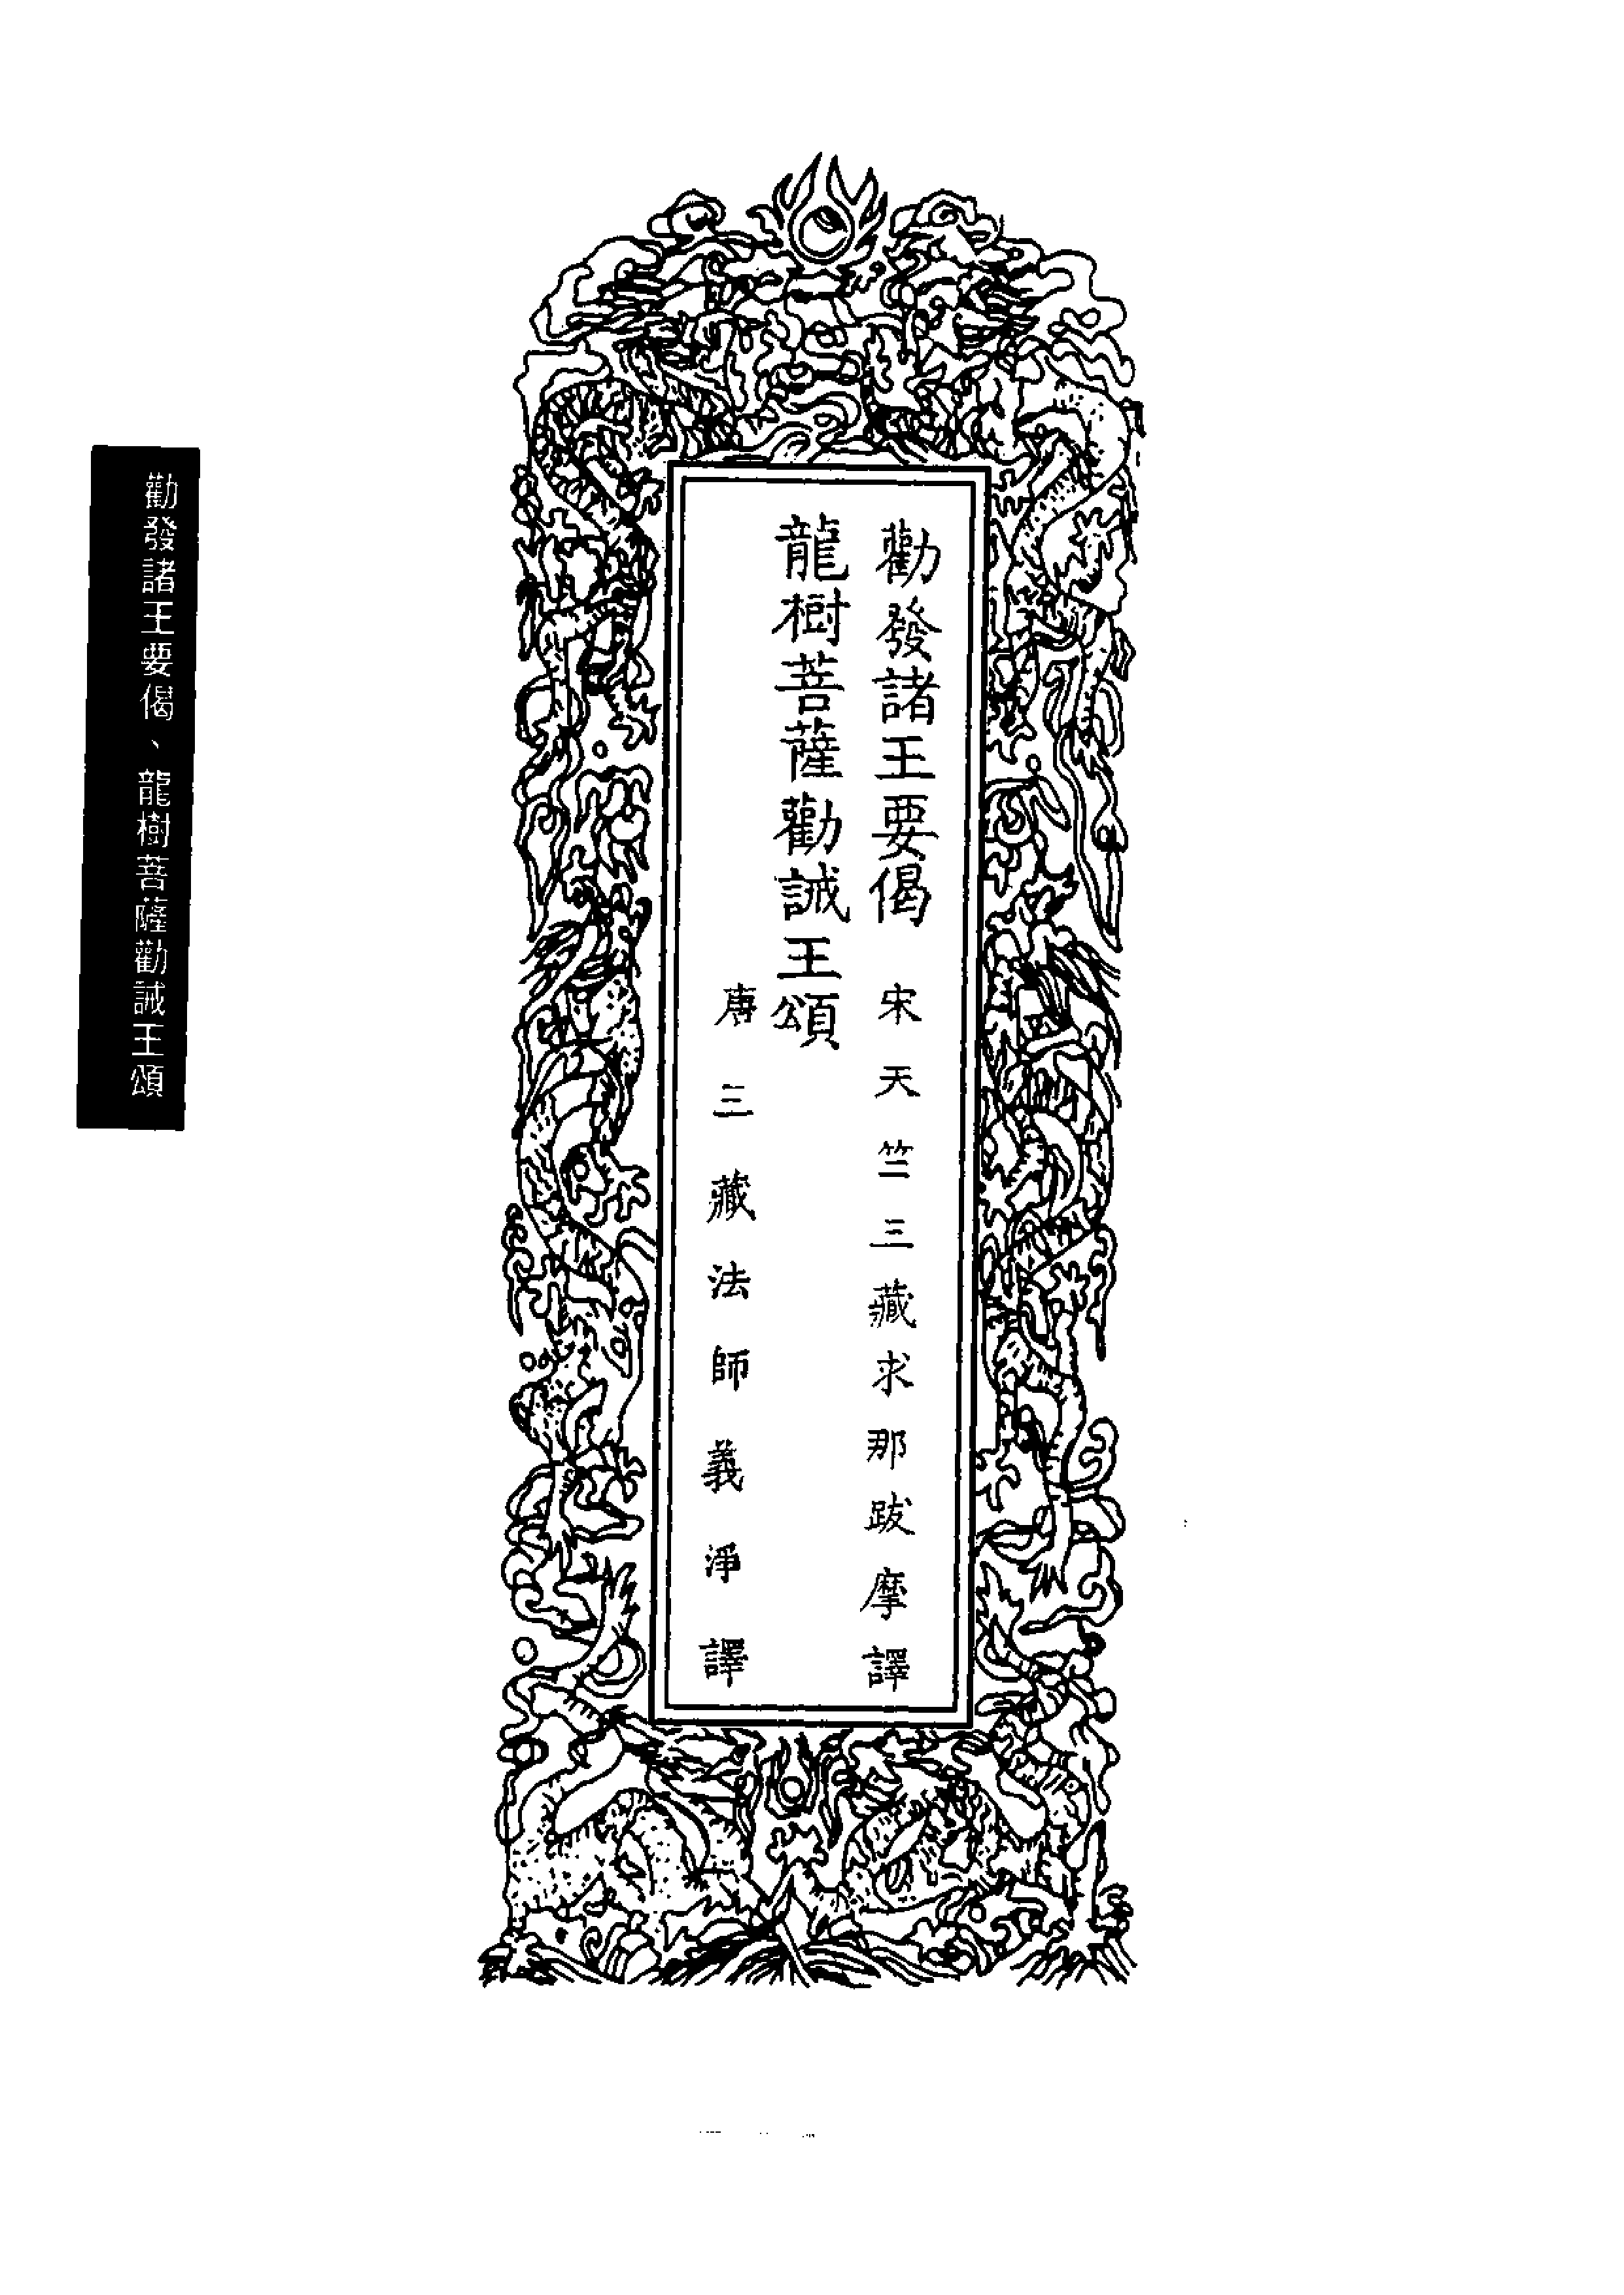 勸發諸王要偈
宋天竺三藏求那跋摩譯
龍樹菩薩勸誡王頌
唐三藏法師義淨譯
勸發諸王要偈、龍樹菩薩勸誡王頌